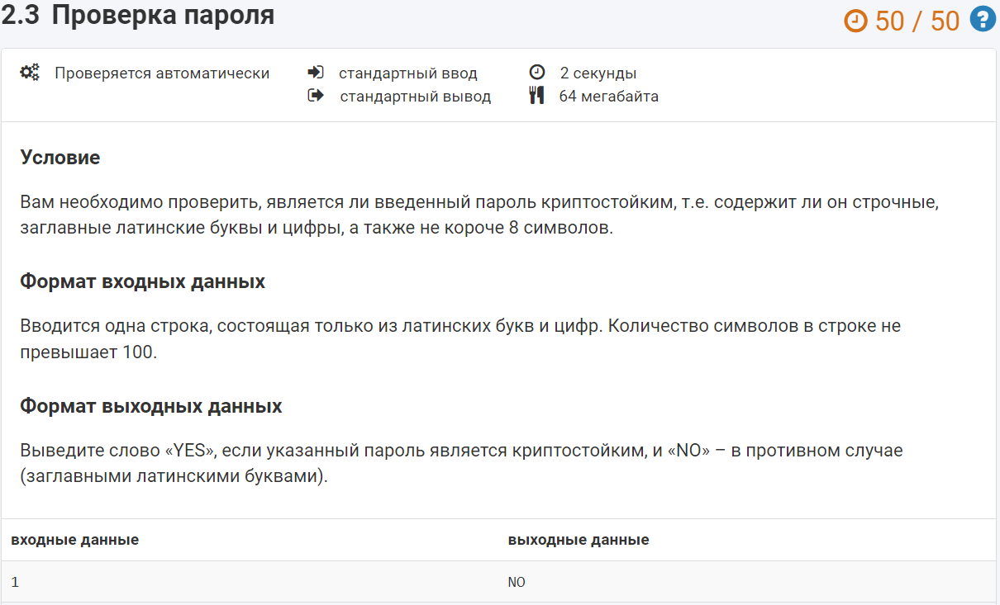 2.3 Проверка пароля
50 / 50 ?
Проверяется автоматически
стандартный ввод
стандартный вывод
2 секунды
64 мегабайта
Условие
Вам необходимо проверить, является ли введенный пароль криптостойким, т.е. содержит ли он строчные,
заглавные латинские буквы и цифры, а также не короче 8 символов.
Формат входных данных
Вводится одна строка, состоящая только из латинских букв и цифр. Количество символов в строке не
превышает 100.
Формат выходных данных
Выведите слово «YES», если указанный пароль является криптостойким, и «NO» – в противном случае
(заглавными латинскими буквами).
входные данные выходные данные
1 NO